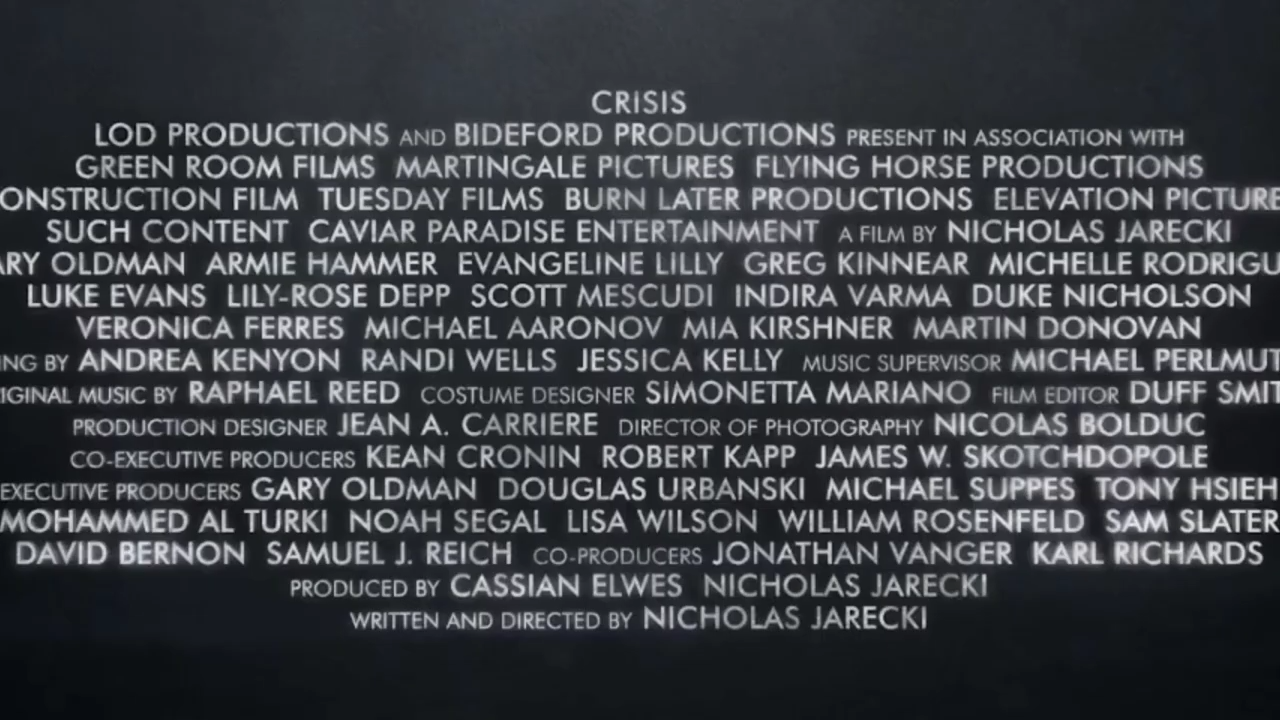 CRISIS
LOD PRODUCTIONS AND BIDEFORD PRODUCTIONS PRESENT IN ASSOCIATION WITH
GREEN ROOM FILMS MARTINGALE PICTURES FLYING HORSE PRODUCTIONS
ONSTRUCTION FILM TUESDAY FILMS BURN LATER PRODUCTIONS ELEVATION PICTURE
SUCH CONTENT CAVIAR PARADISE ENTERTAINMENT A FILM BY NICHOLAS JARECKI
ARY OLDMAN ARMIE HAMMER EVANGELINE LILLY GREG KINNEAR MICHELLE RODRIGU
LUKE EVANS LILY-ROSE DEPP SCOTT MESCUDI INDIRA VARMA DUKE NICHOLSON
VERONICA FERRES MICHAEL AARONOV MIA KIRSHNER MARTIN DONOVAN
ING BY ANDREA KENYON RANDI WELLS JESSICA KELLY MUSIC SUPERVISOR MICHAEL PERLMUT
IGINAL MUSIC BY RAPHAEL REED COSTUME DESIGNER SIMONETTA MARIANO FILM EDITOR DUFF SMIT
PRODUCTION DESIGNER JEAN A. CARRIERE DIRECTOR OF PHOTOGRAPHY NICOLAS BOLDUC
CO-EXECUTIVE PRODUCERS KEAN CRONIN ROBERT KAPP JAMES W. SKOTCHDOPOLE
EXECUTIVE PRODUCERS GARY OLDMAN DOUGLAS URBANSKI MICHAEL SUPPES TONY HSIEH
MOHAMMED AL TURKI NOAH SEGAL LISA WILSON WILLIAM ROSENFELD SAM SLATER
DAVID BERNON SAMUEL J. REICH CO-PRODUCERS JONATHAN VANGER KARL RICHARDS
PRODUCED BY CASSIAN ELWES NICHOLAS JARECKI
WRITTEN AND DIRECTED BY NICHOLAS JARECKI